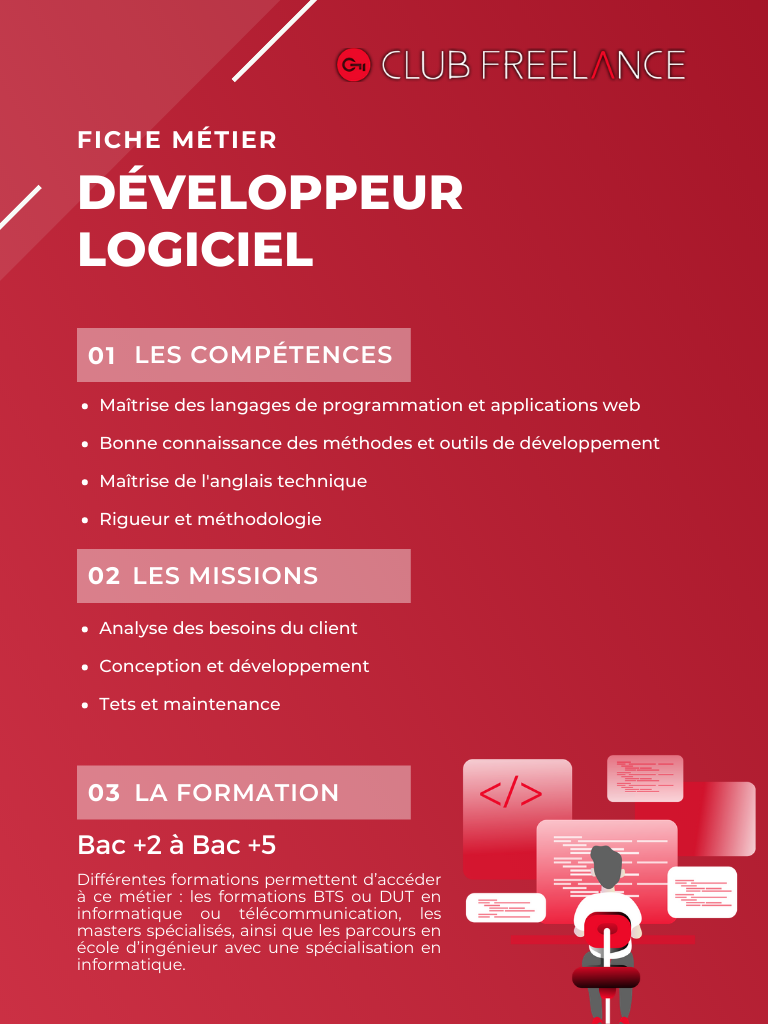 CLUB FREELANCE
FICHE MÉTIER
DÉVELOPPEUR
LOGICIEL
01 LES COMPÉTENCES
• Maîtrise des langages de programmation et applications web
• Bonne connaissance des méthodes et outils de développement
• Maîtrise de l'anglais technique
• Rigueur et méthodologie
02 LES MISSIONS
• Analyse des besoins du client
• Conception et développement
• Tets et maintenance
03 LA FORMATION
Bac +2 à Bac +5
Différentes formations permettent d’accéder
à ce métier : les formations BTS ou DUT en
informatique ou télécommunication, les
masters spécialisés, ainsi que les parcours en
école d’ingénieur avec une spécialisation en
informatique.
</>